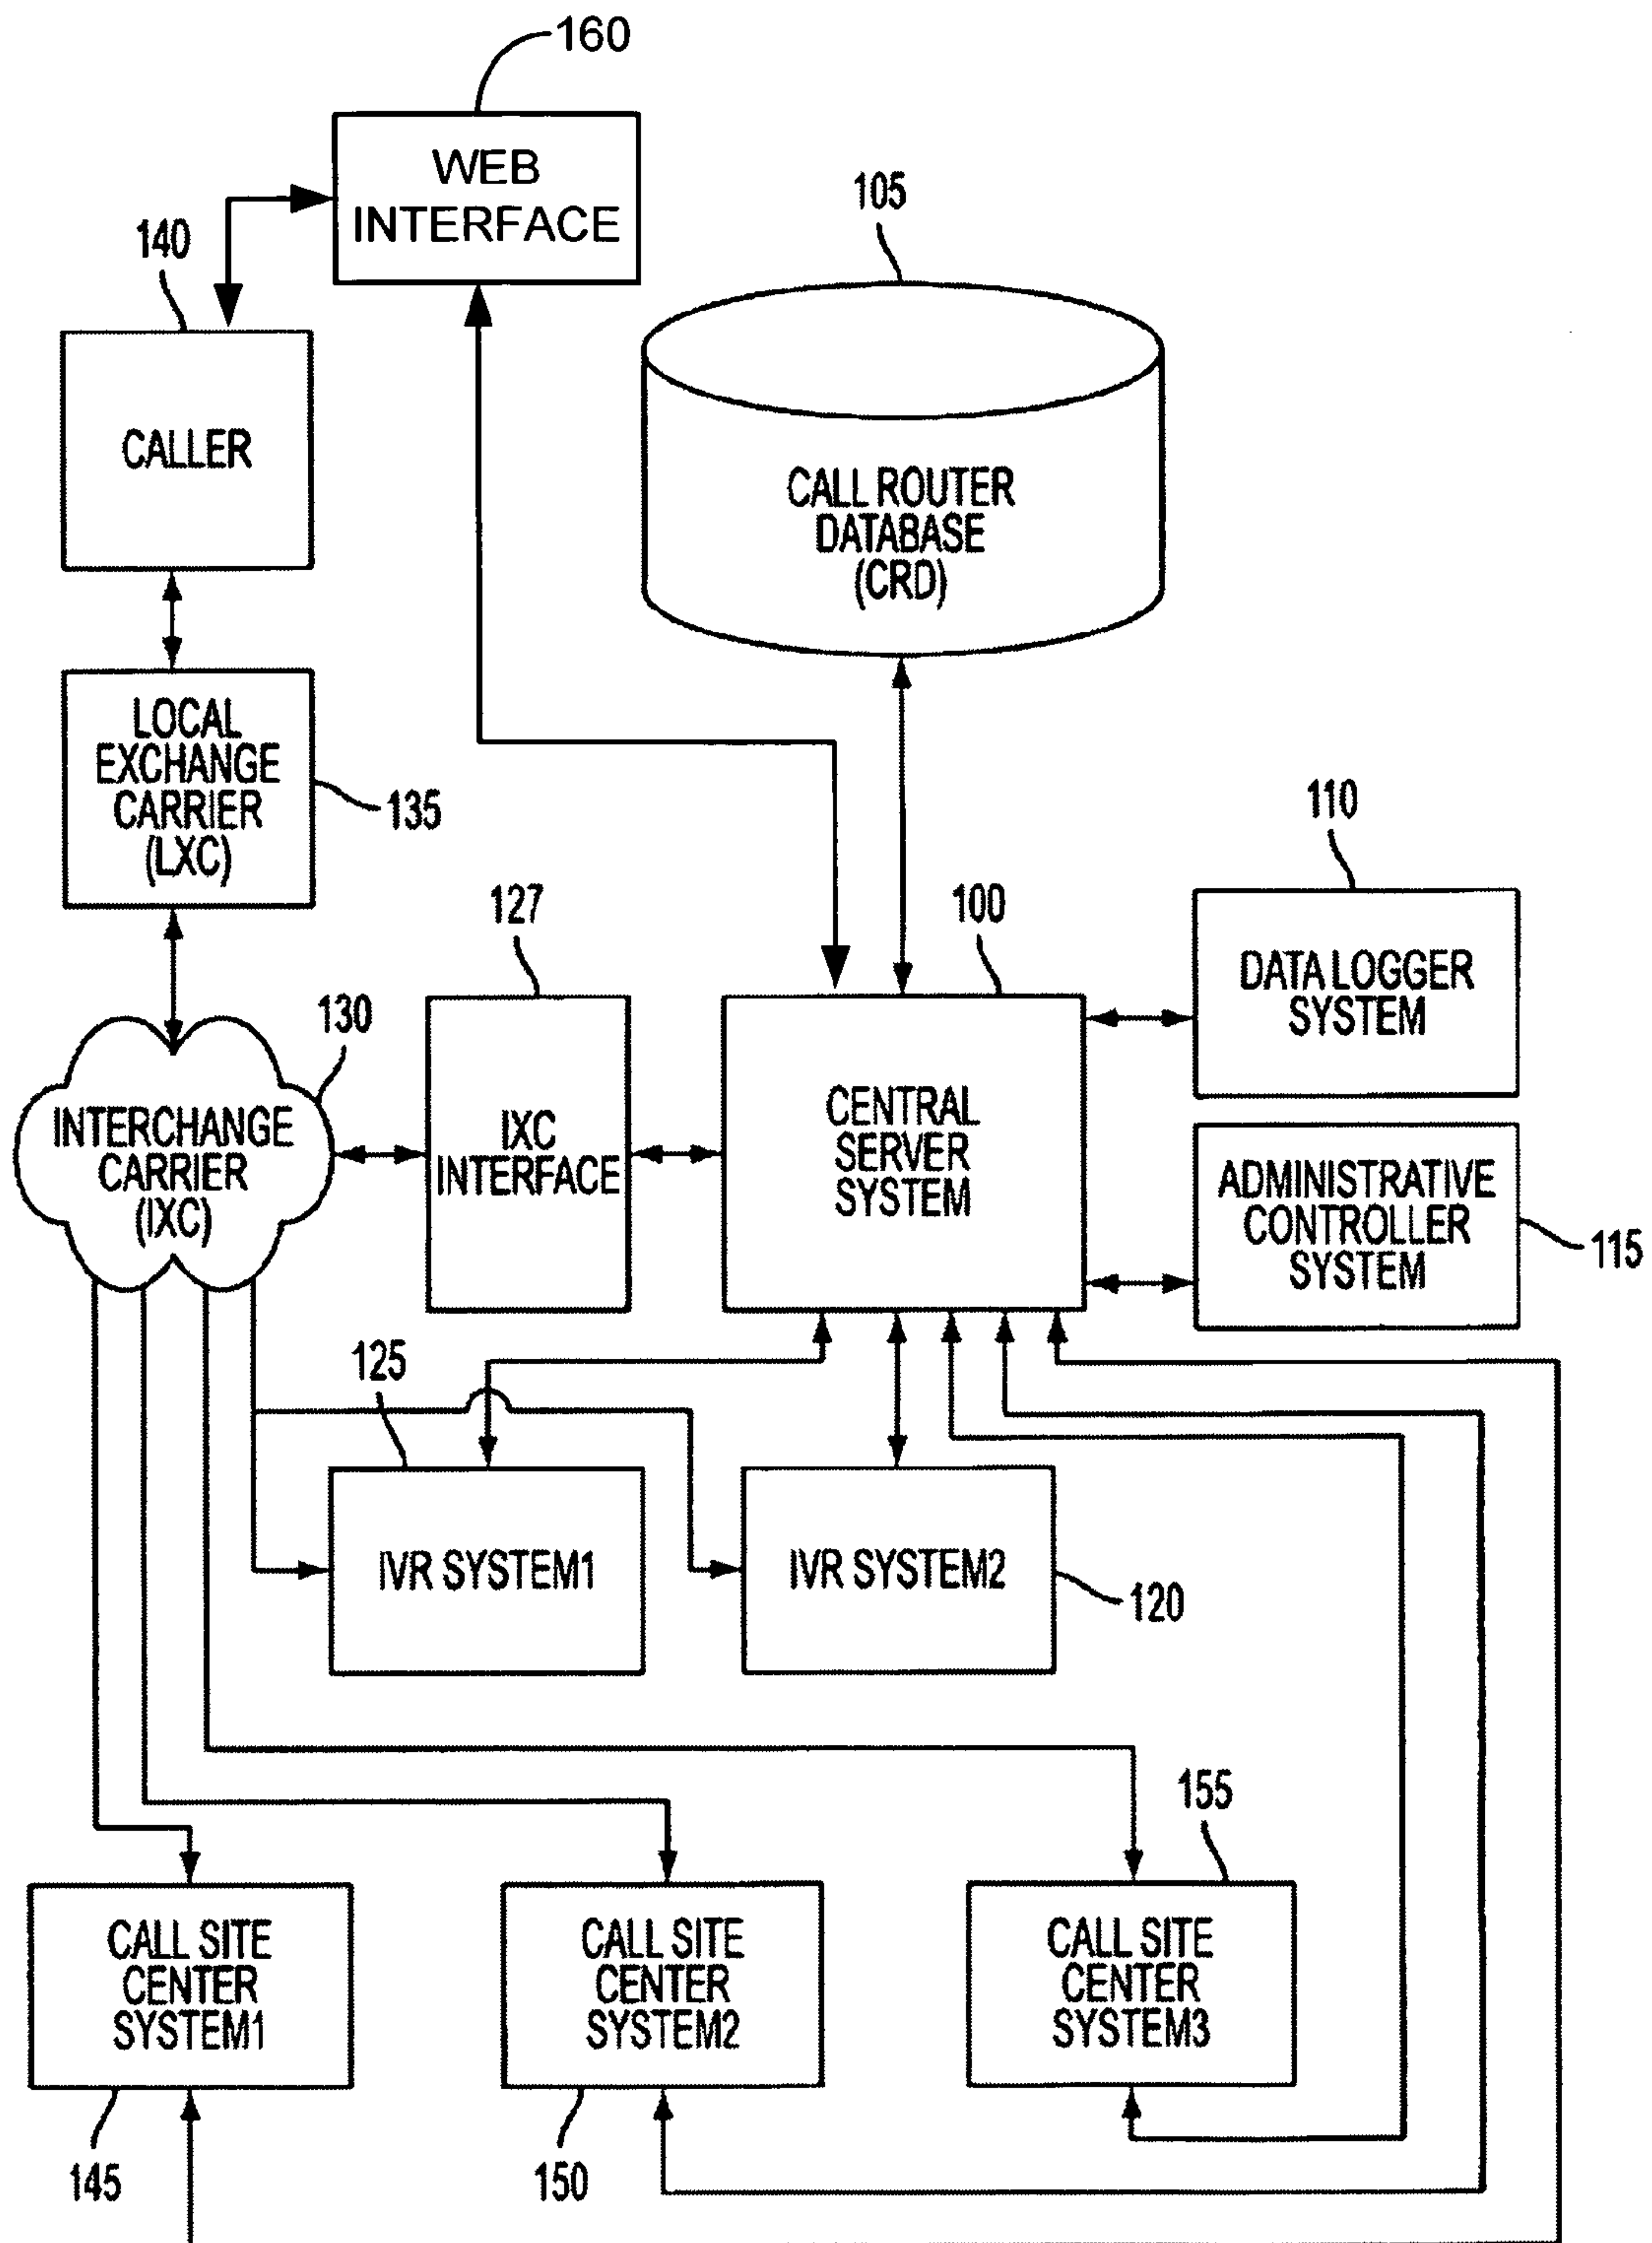 160
WEB
INTERFACE
105
140
CALLER
CALL ROUTER
DATABASE
(CRD)
LOCAL
EXCHANGE
CARRIER
(LXC)
135
110
127
100
DATA LOGGER
SYSTEM
130
INTERCHANGE
CARRIER
(IXC)
IXC
INTERFACE
CENTRAL
SERVER
SYSTEM
ADMINISTRATIVE
CONTROLLER
SYSTEM
115
125
IVR SYSTEM1
IVR SYSTEM2
120
155
CALL SITE
CENTER
SYSTEM1
CALL SITE
CENTER
SYSTEM2
CALL SITE
CENTER
SYSTEM3
145
150